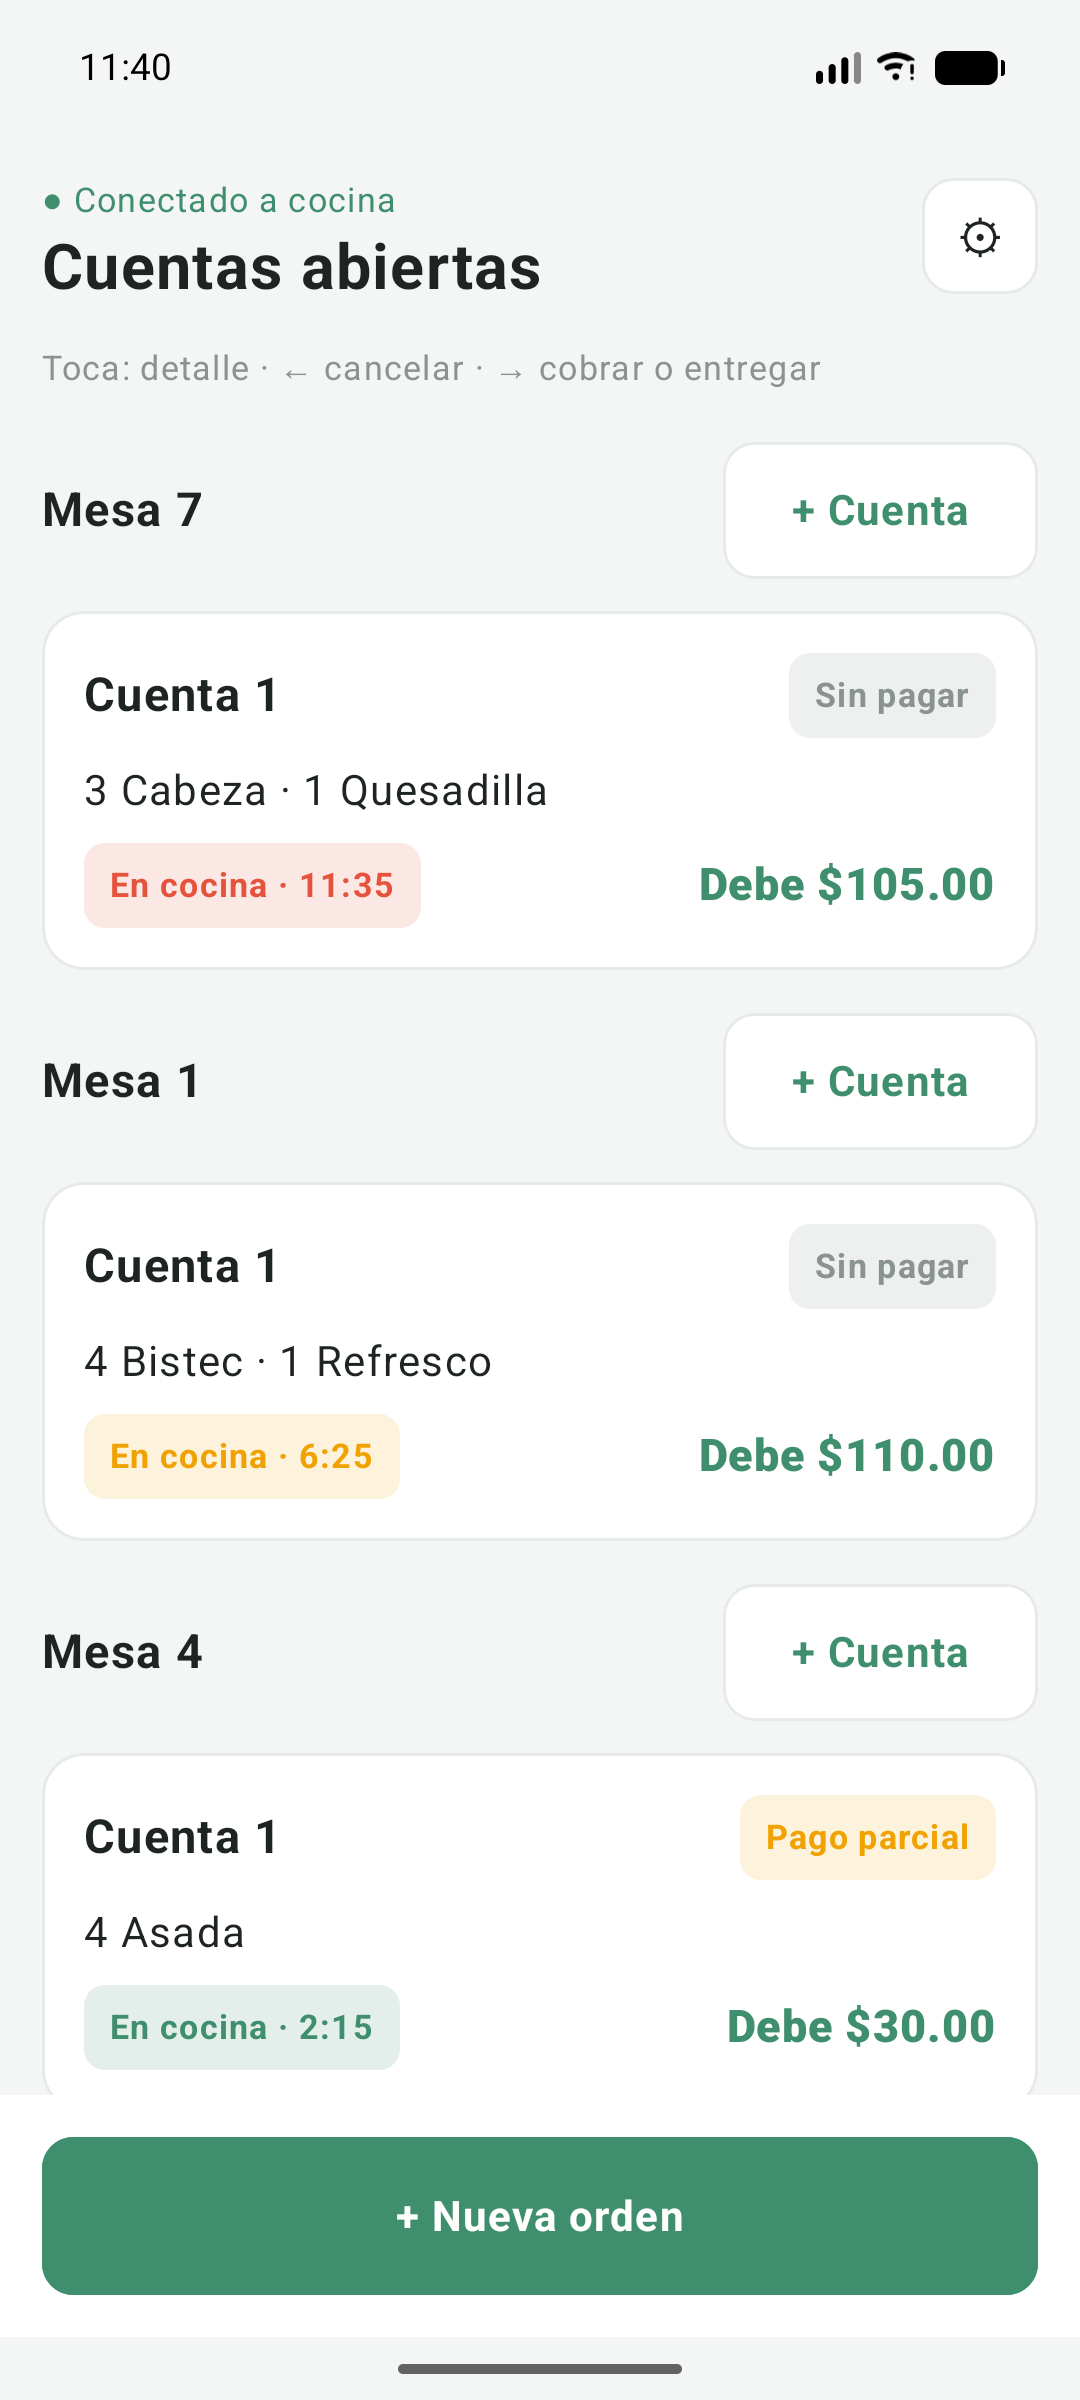 11:40
● Conectado a cocina
Cuentas abiertas
Toca: detalle · ← cancelar · → cobrar o entregar
Mesa 7
+ Cuenta
Cuenta 1
Sin pagar
3 Cabeza · 1 Quesadilla
En cocina · 11:35
Debe $105.00
Mesa 1
+ Cuenta
Cuenta 1
Sin pagar
4 Bistec · 1 Refresco
En cocina · 6:25
Debe $110.00
Mesa 4
+ Cuenta
Cuenta 1
Pago parcial
4 Asada
En cocina · 2:15
Debe $30.00
+ Nueva orden